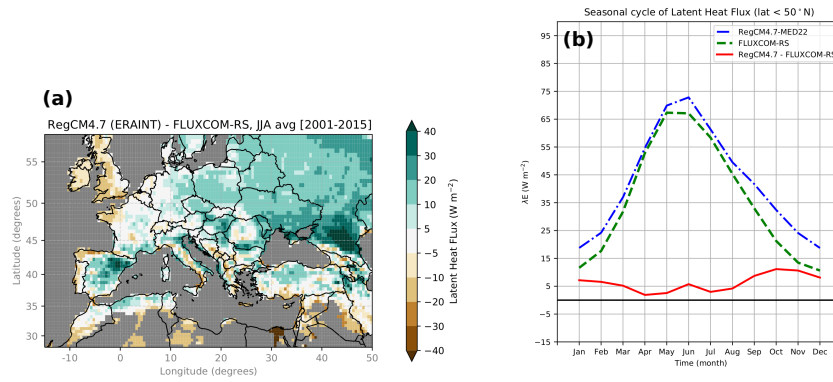 (a)
RegCM4.7 (ERAINT) - FLUXCOM-RS, JJA avg [2001-2015]
55
50
45
40
35
30
Latitude (degrees)
-10
0
10
20
30
40
50
Longitude (degrees)
40
30
20
10
5
−5
−10
−20
−30
−40
Latent Heat FLux (W m−2)
Seasonal cycle of Latent Heat Flux (lat < 50°N)
(b)
RegCM4.7-MED22
FLUXCOM-RS
RegCM4.7 - FLUXCOM-RS
95
85
75
65
55
45
35
25
15
5
−5
−15
λE (W m−2)
Jan Feb Mar Apr May Jun Jul Aug Sep Oct Nov Dec
Time (month)